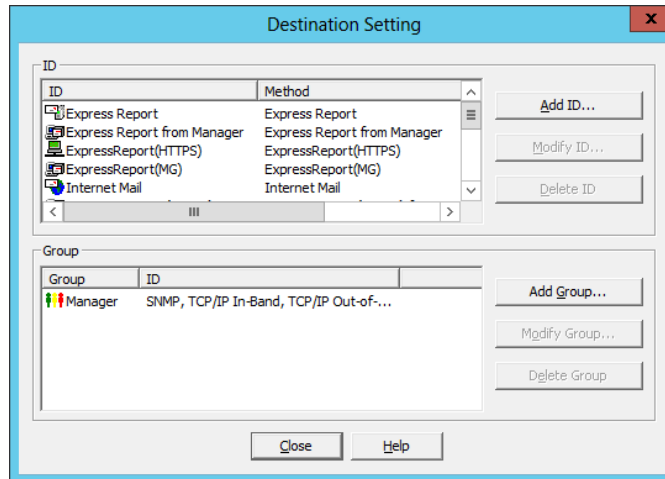 Destination Setting
x
ID
ID Method
Express Report Express Report
Express Report from Manager Express Report from Manager
ExpressReport(HTTPS) ExpressReport(HTTPS)
ExpressReport(MG) ExpressReport(MG)
Internet Mail Internet Mail
Add ID...
Modify ID...
Delete ID
Group
Group ID
Manager SNMP, TCP/IP In-Band, TCP/IP Out-of-...
Add Group...
Modify Group...
Delete Group
Close Help